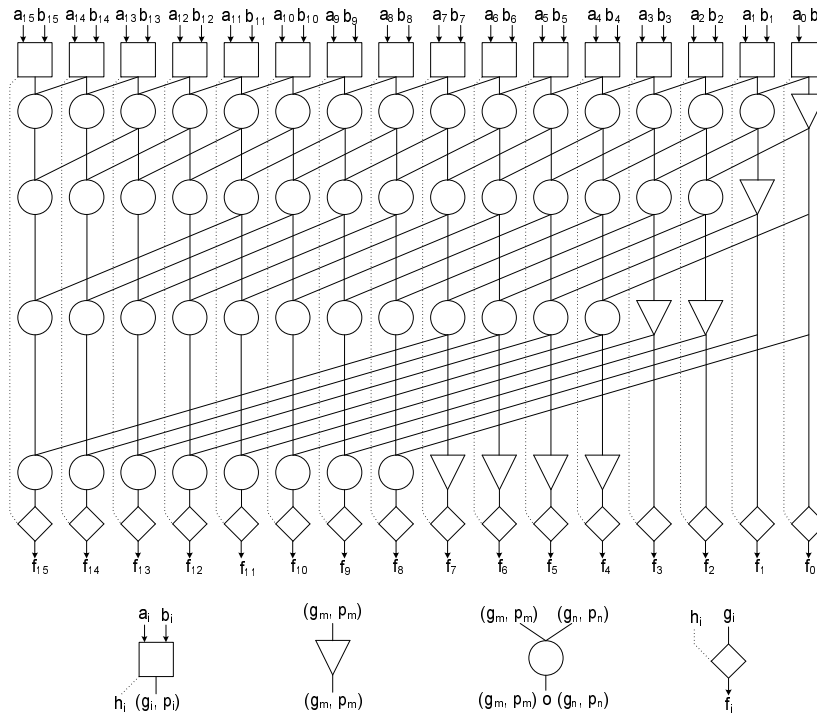 a15 b15 a14 b14 a13 b13 a12 b12 a11 b11 a10 b10 a9 b9 a8 b8 a7 b7 a6 b6 a5 b5 a4 b4 a3 b3 a2 b2 a1 b1 a0 b
f15 f14 f13 f12 f11 f10 f9 f8 f7 f6 f5 f4 f3 f2 f1 f0
ai bi (gm, pm) (gm, pm) (gn, pn) hi gi
hi (gi, pi) (gm, pm) (gm, pm) o (gn, pn) fi